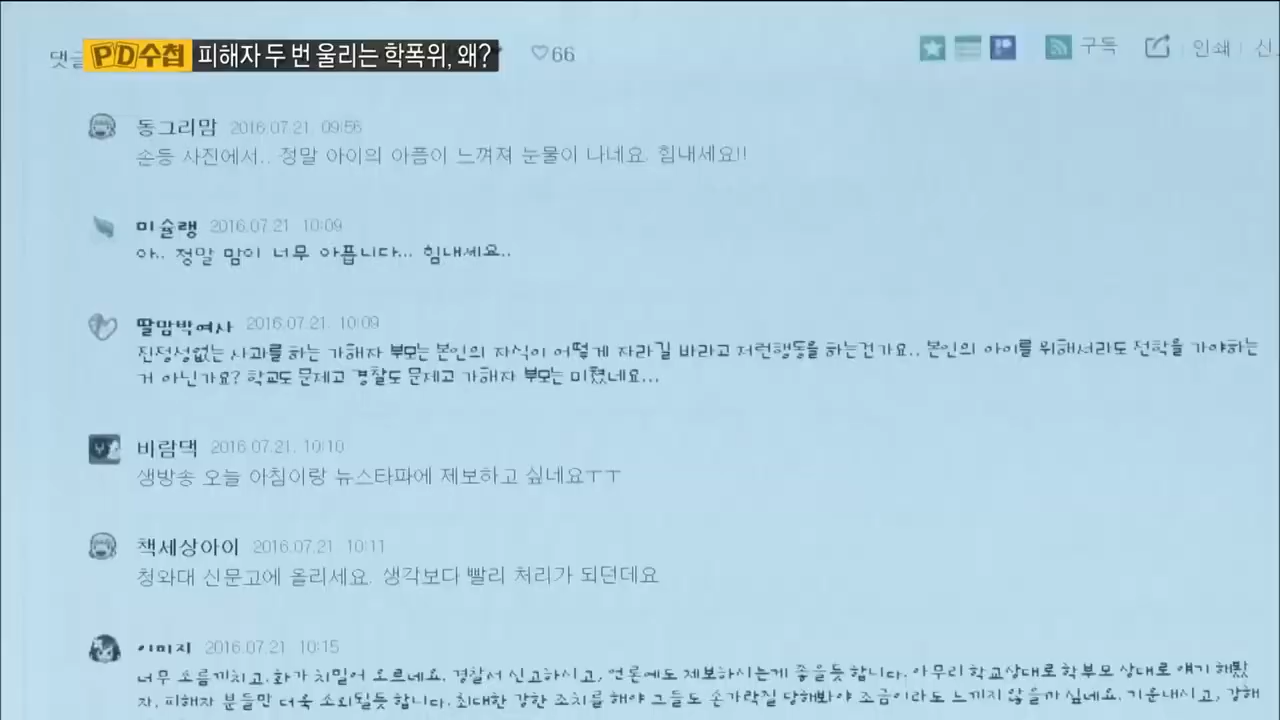 댓글 PD수첩 피해자 두 번 울리는 학폭위, 왜? ♡66 구독 인쇄 신
동그리맘 2016.07.21. 09:56
손등 사진에서.. 정말 아이의 아픔이 느껴져 눈물이 나네요. 힘내세요!!
미슐랭 2016.07.21. 10:09
아.. 정말 맘이 너무 아픕니다... 힘내세요..
딸맘박여사 2016.07.21. 10:09
진정성없는 사과를 하는 가해자 부모는 본인의 자식이 어떻게 자라길 바라고 저런행동을 하는건가요.. 본인의 아이를 위해서라도 전학을 가야하는
거 아닌가요? 학교도 문제고 경찰도 문제고 가해자 부모는 미쳤네요...
비람댁 2016.07.21. 10:10
생방송 오늘 아침이랑 뉴스타파에 제보하고 싶네요ㅜㅜ
책세상아이 2016.07.21. 10:11
청와대 신문고에 올리세요. 생각보다 빨리 처리가 되던데요
이미지 2016.07.21. 10:15
너무 소름끼치고, 화가 치밀어 오르네요. 경찰서 신고하시고, 언론에도 제보하시는게 좋을듯 합니다. 아무리 학교상대로 학부모 상대로 얘기 해봤
자, 피해자 분들만 더욱 소외될듯 합니다. 최대한 강한 조치를 해야 그들도 손가락질 당해봐야 조금이라도 느끼지 않을까 싶네요. 기운내시고, 강해